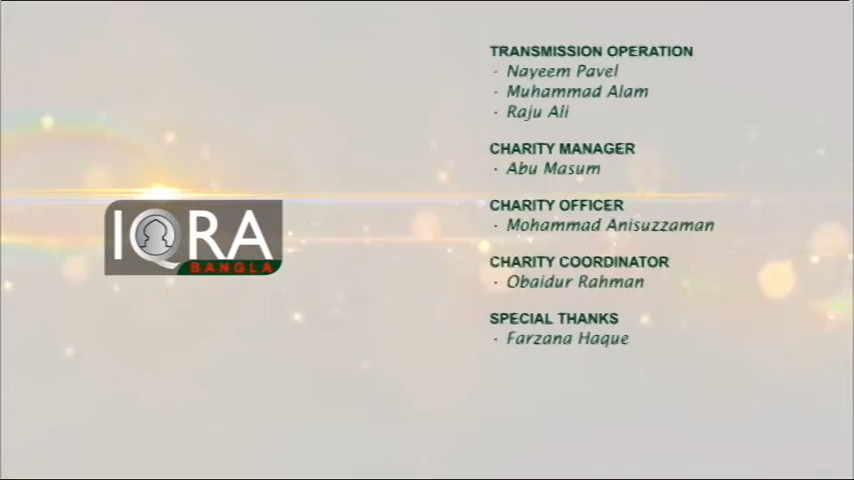 IQRA
BANGLA
TRANSMISSION OPERATION
· Nayeem Pavel
· Muhammad Alam
· Raju Ali
CHARITY MANAGER
· Abu Masum
CHARITY OFFICER
· Mohammad Anisuzzaman
CHARITY COORDINATOR
· Obaidur Rahman
SPECIAL THANKS
· Farzana Haque